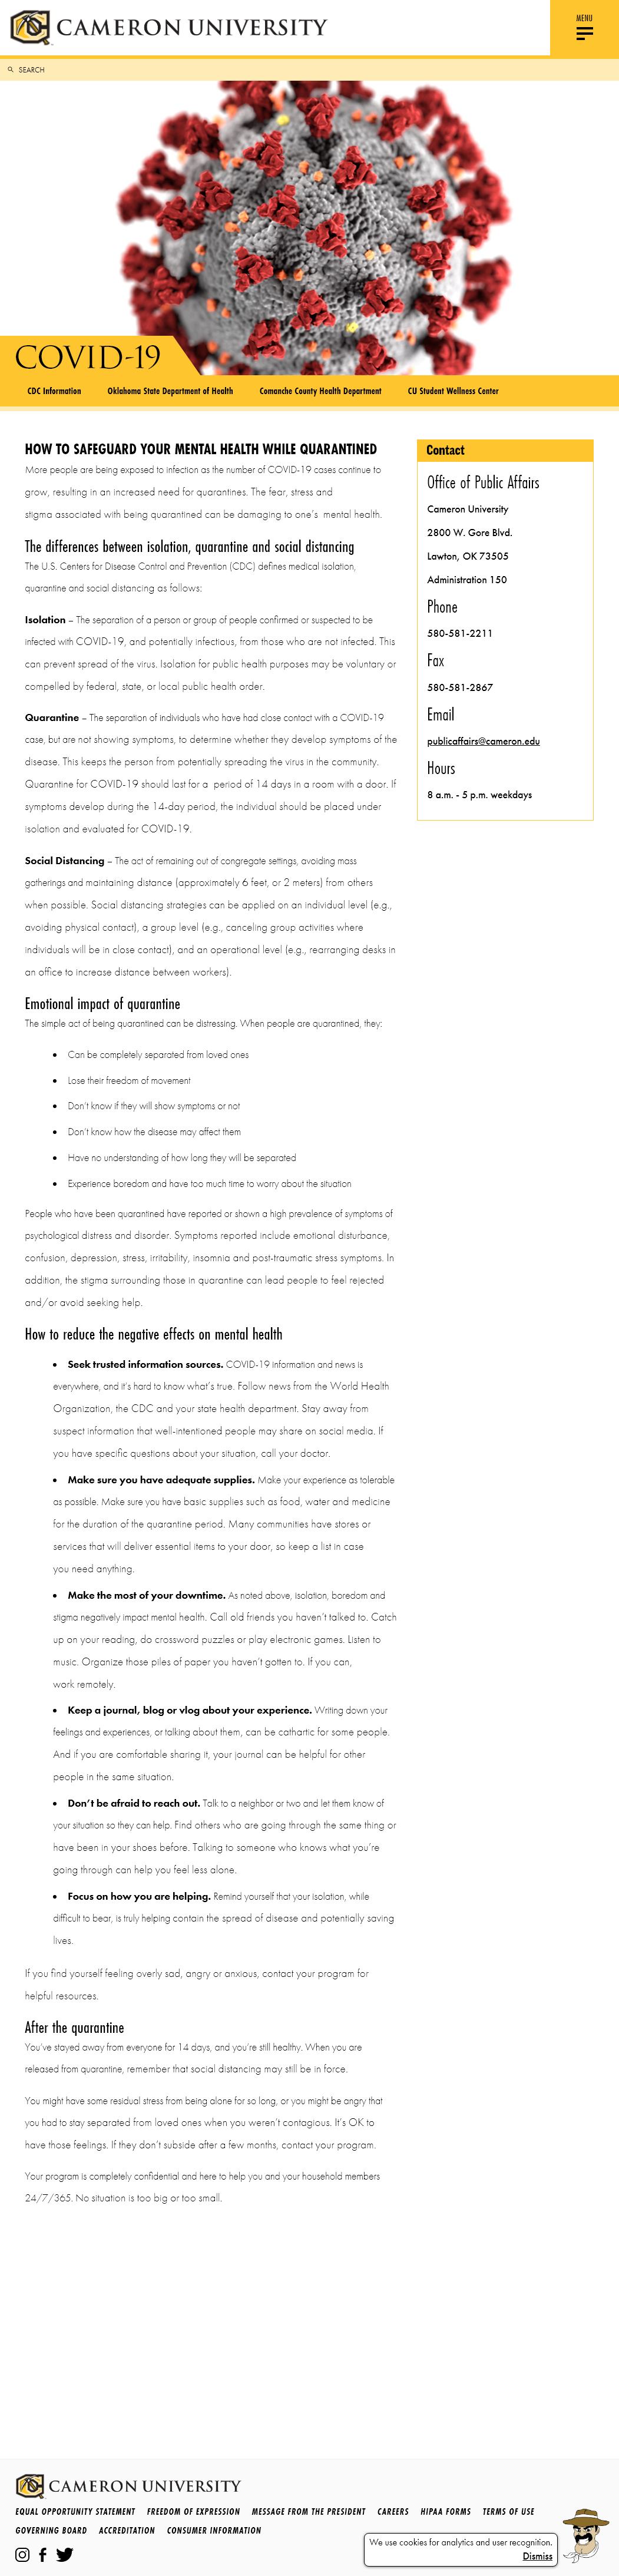 CAMERON UNIVERSITY
MENU
SEARCH
COVID-19
CDC Information
Oklahoma State Department of Health
Comanche County Health Department
CU Student Wellness Center
HOW TO SAFEGUARD YOUR MENTAL HEALTH WHILE QUARANTINED
More people are being exposed to infection as the number of COVID-19 cases continue to
grow, resulting in an increased need for quarantines. The fear, stress and
stigma associated with being quarantined can be damaging to one's mental health.
The differences between isolation, quarantine and social distancing
The U.S. Centers for Disease Control and Prevention (CDC) defines medical isolation,
quarantine and social distancing as follows:
Isolation – The separation of a person or group of people confirmed or suspected to be
infected with COVID-19, and potentially infectious, from those who are not infected. This
can prevent spread of the virus. Isolation for public health purposes may be voluntary or
compelled by federal, state, or local public health order.
Quarantine – The separation of individuals who have had close contact with a COVID-19
case, but are not showing symptoms, to determine whether they develop symptoms of the
disease. This keeps the person from potentially spreading the virus in the community.
Quarantine for COVID-19 should last for a period of 14 days in a room with a door. If
symptoms develop during the 14-day period, the individual should be placed under
isolation and evaluated for COVID-19.
Social Distancing – The act of remaining out of congregate settings, avoiding mass
gatherings and maintaining distance (approximately 6 feet, or 2 meters) from others
when possible. Social distancing strategies can be applied on an individual level (e.g.,
avoiding physical contact), a group level (e.g., canceling group activities where
individuals will be in close contact), and an operational level (e.g., rearranging desks in
an office to increase distance between workers).
Emotional impact of quarantine
The simple act of being quarantined can be distressing. When people are quarantined, they:
• Can be completely separated from loved ones
• Lose their freedom of movement
• Don't know if they will show symptoms or not
• Don't know how the disease may affect them
• Have no understanding of how long they will be separated
• Experience boredom and have too much time to worry about the situation
People who have been quarantined have reported or shown a high prevalence of symptoms of
psychological distress and disorder. Symptoms reported include emotional disturbance,
confusion, depression, stress, irritability, insomnia and post-traumatic stress symptoms. In
addition, the stigma surrounding those in quarantine can lead people to feel rejected
and/or avoid seeking help.
How to reduce the negative effects on mental health
• Seek trusted information sources. COVID-19 information and news is
everywhere, and it's hard to know what's true. Follow news from the World Health
Organization, the CDC and your state health department. Stay away from
suspect information that well-intentioned people may share on social media. If
you have specific questions about your situation, call your doctor.
• Make sure you have adequate supplies. Make your experience as tolerable
as possible. Make sure you have basic supplies such as food, water and medicine
for the duration of the quarantine period. Many communities have stores or
services that will deliver essential items to your door, so keep a list in case
you need anything.
• Make the most of your downtime. As noted above, isolation, boredom and
stigma negatively impact mental health. Call old friends you haven't talked to. Catch
up on your reading, do crossword puzzles or play electronic games. Listen to
music. Organize those piles of paper you haven't gotten to. If you can,
work remotely.
• Keep a journal, blog or vlog about your experience. Writing down your
feelings and experiences, or talking about them, can be cathartic for some people.
And if you are comfortable sharing it, your journal can be helpful for other
people in the same situation.
• Don't be afraid to reach out. Talk to a neighbor or two and let them know of
your situation so they can help. Find others who are going through the same thing or
have been in your shoes before. Talking to someone who knows what you're
going through can help you feel less alone.
• Focus on how you are helping. Remind yourself that your isolation, while
difficult to bear, is truly helping contain the spread of disease and potentially saving
lives.
If you find yourself feeling overly sad, angry or anxious, contact your program for
helpful resources.
After the quarantine
You've stayed away from everyone for 14 days, and you're still healthy. When you are
released from quarantine, remember that social distancing may still be in force.
You might have some residual stress from being alone for so long, or you might be angry that
you had to stay separated from loved ones when you weren't contagious. It's OK to
have those feelings. If they don't subside after a few months, contact your program.
Your program is completely confidential and here to help you and your household members
24/7/365. No situation is too big or too small.
Contact
Office of Public Affairs
Cameron University
2800 W. Gore Blvd.
Lawton, OK 73505
Administration 150
Phone
580-581-2211
Fax
580-581-2867
Email
publicaffairs@cameron.edu
Hours
8 a.m. - 5 p.m. weekdays
CAMERON UNIVERSITY
EQUAL OPPORTUNITY STATEMENT FREEDOM OF EXPRESSION MESSAGE FROM THE PRESIDENT CAREERS HIPAA FORMS TERMS OF USE
GOVERNING BOARD ACCREDITATION CONSUMER INFORMATION
We use cookies for analytics and user recognition.
Dismiss